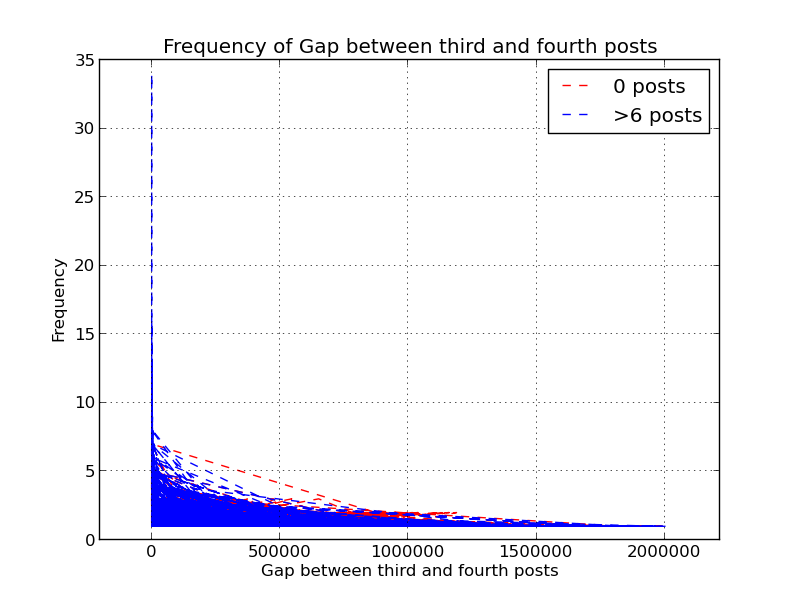 Frequency of Gap between third and fourth posts
35
30
25
20
15
10
5
0
Frequency
0 posts
>6 posts
0
500000
1000000
1500000
2000000
Gap between third and fourth posts